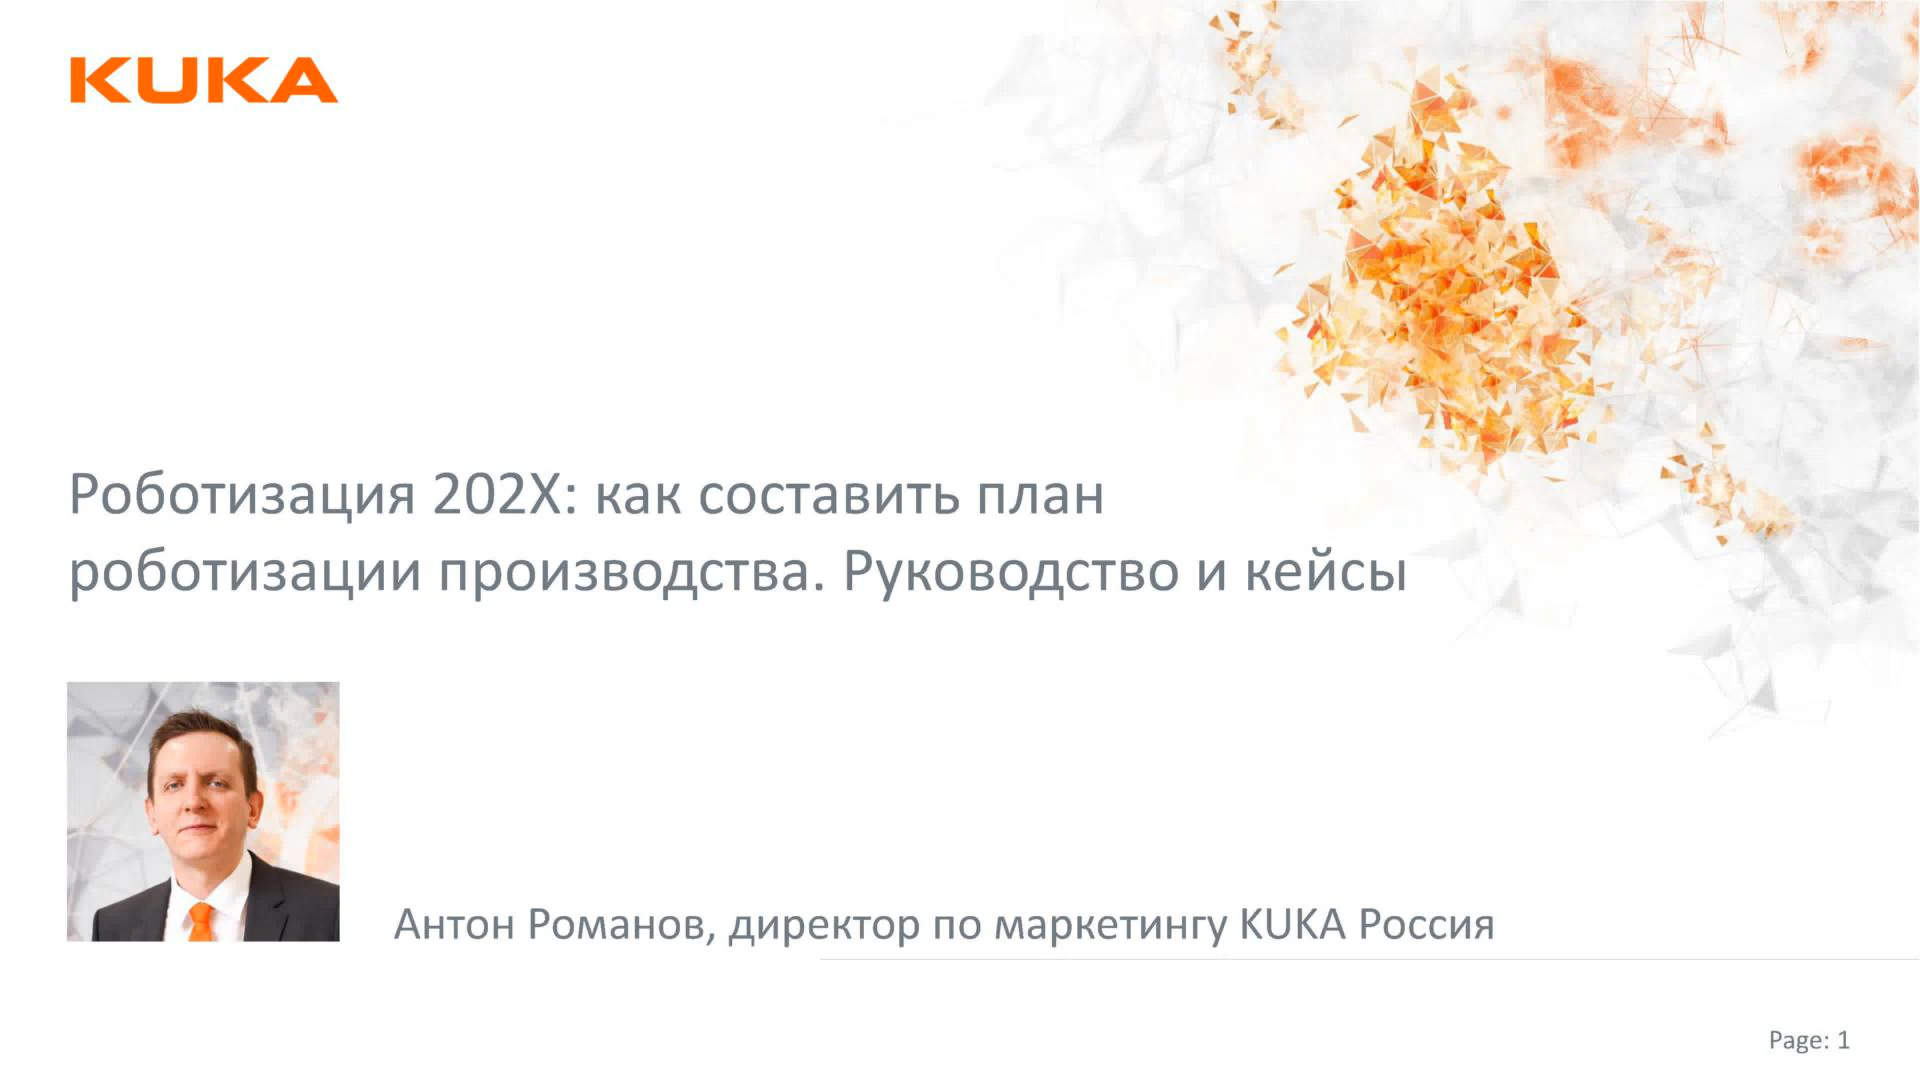 KUKA
Роботизация 202X: как составить план
роботизации производства. Руководство и кейсы
Антон Романов, директор по маркетингу KUKA Россия
Page: 1